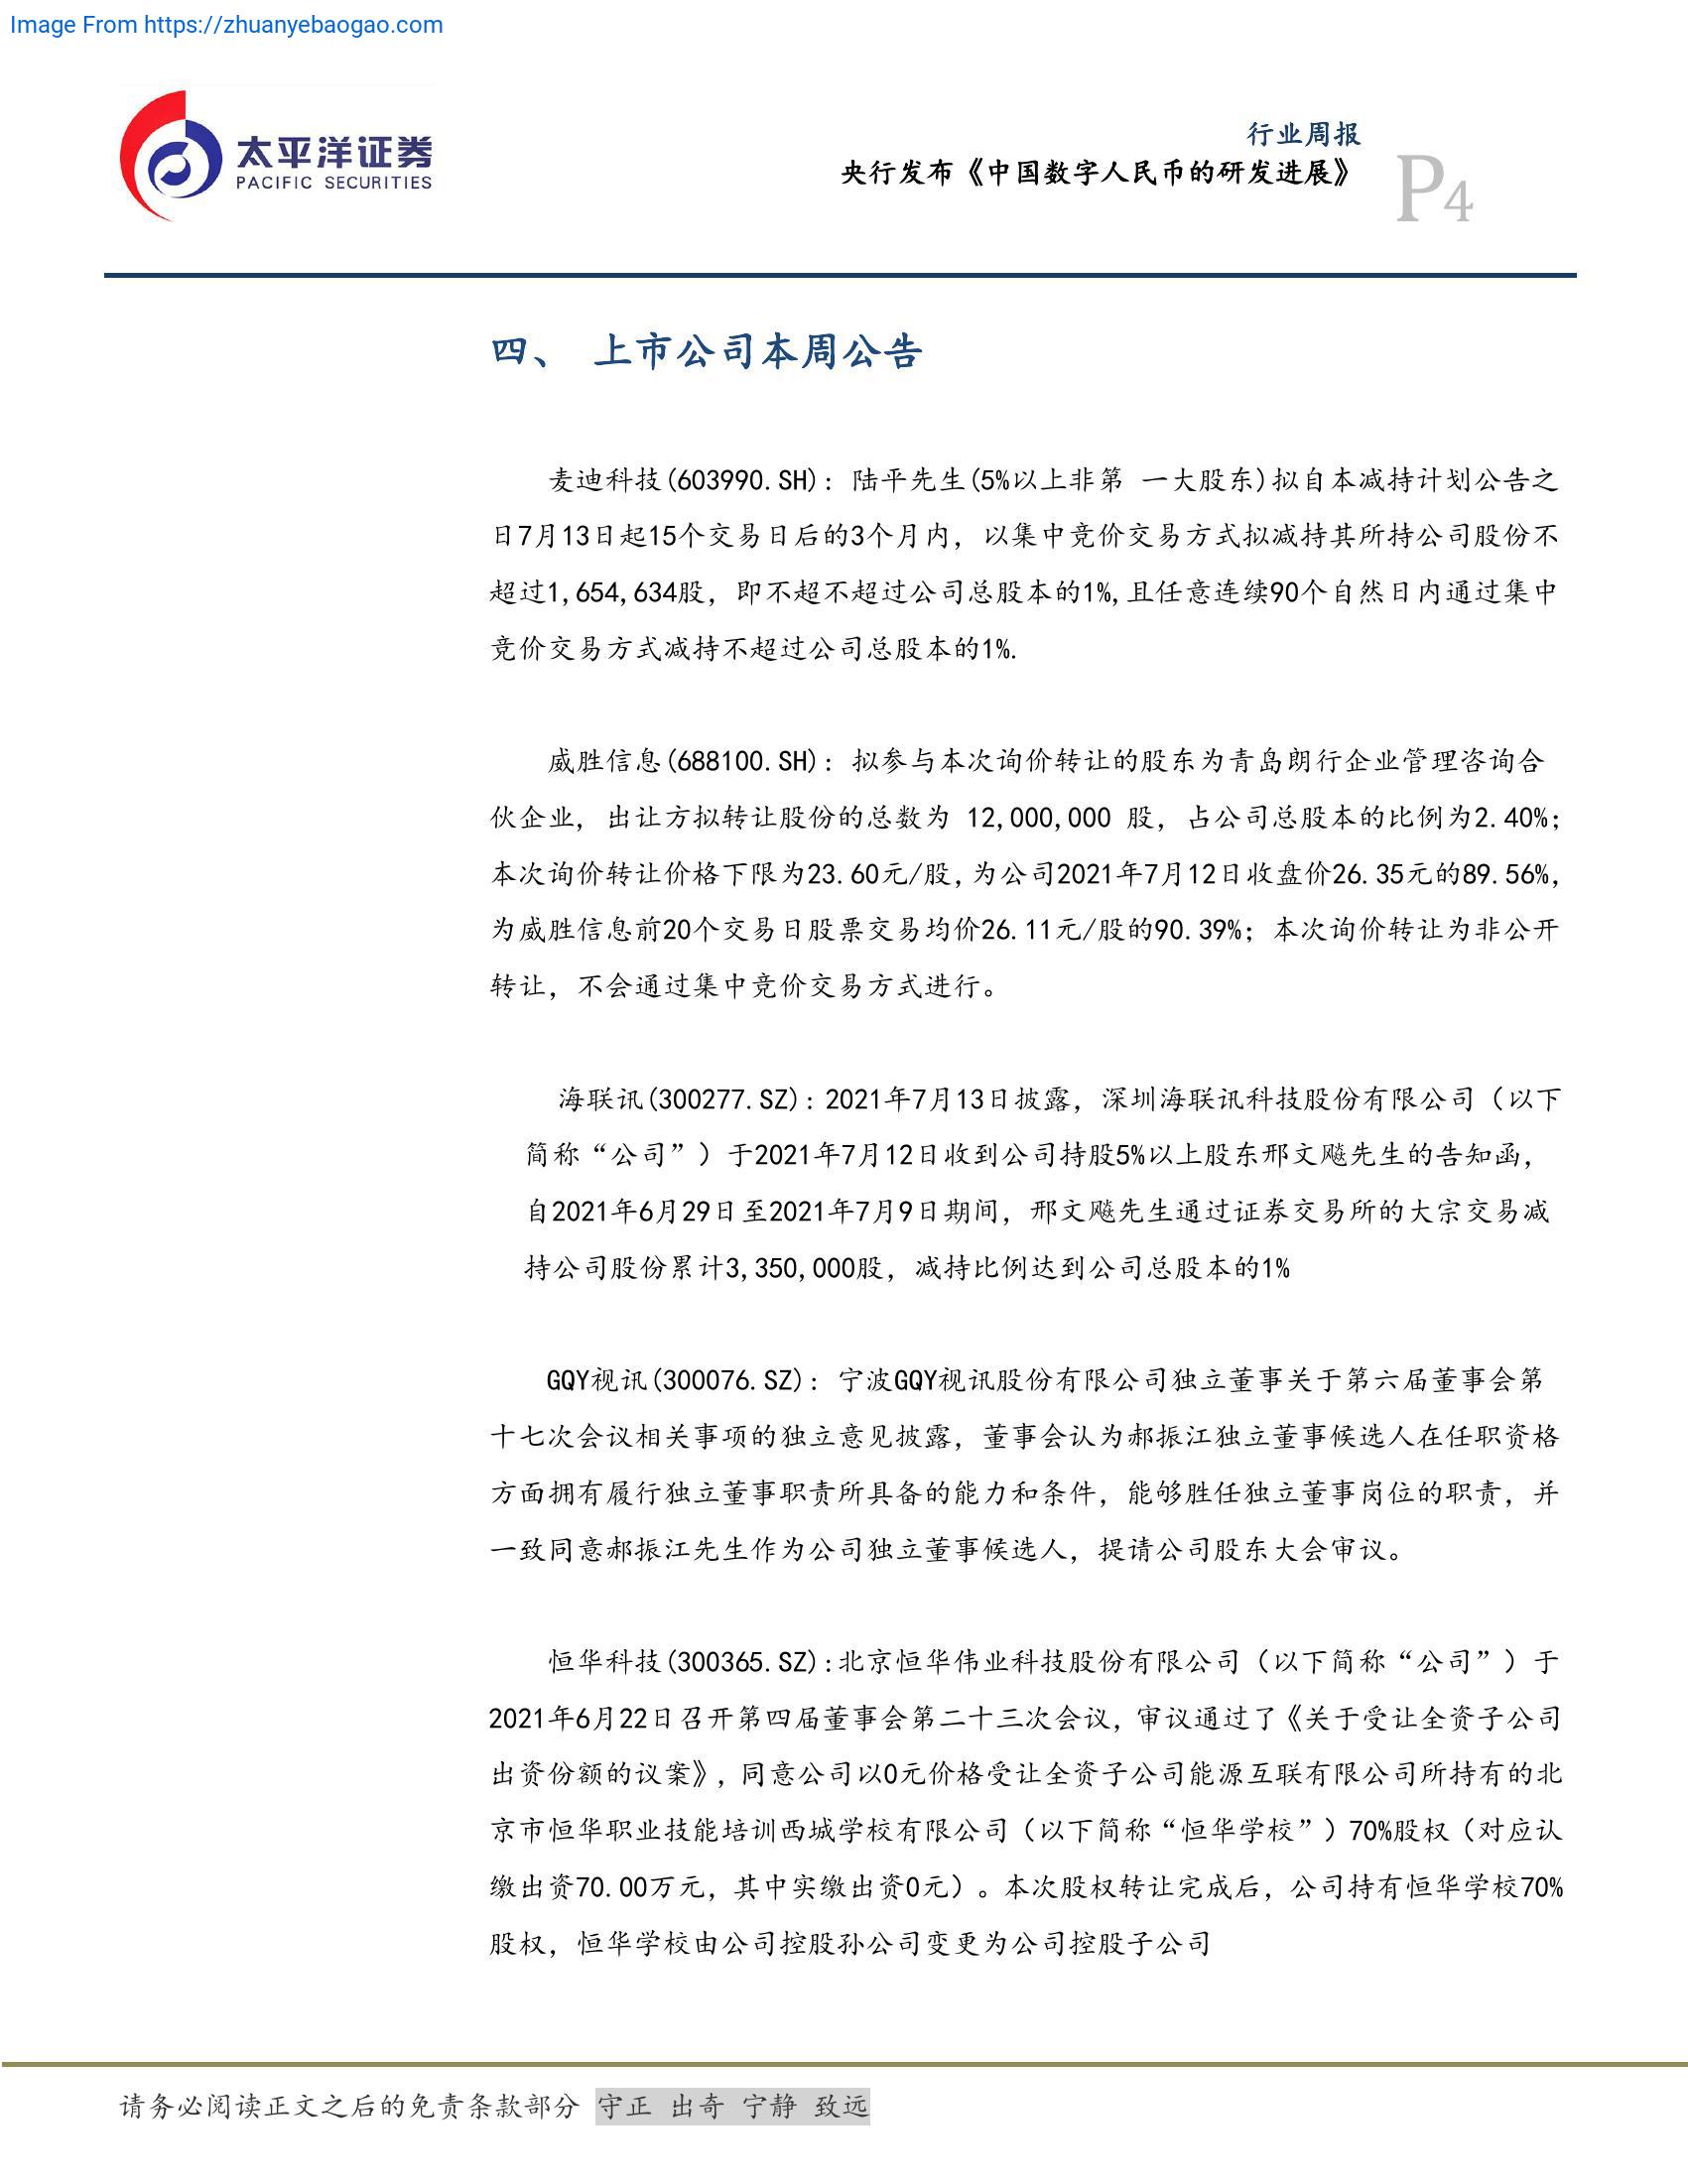 Image From https://zhuanyebaogao.com
太平洋证券
PACIFIC SECURITIES
行业周报
央行发布《中国数字人民币的研发进展》
P4
四、 上市公司本周公告
麦迪科技(603990.SH): 陆平先生(5%以上非第 一大股东)拟自本减持计划公告之
日7月13日起15个交易日后的3个月内，以集中竞价交易方式拟减持其所持公司股份不
超过1,654,634股，即不超不超过公司总股本的1%,且任意连续90个自然日内通过集中
竞价交易方式减持不超过公司总股本的1%.
威胜信息(688100.SH): 拟参与本次询价转让的股东为青岛朗行企业管理咨询合
伙企业, 出让方拟转让股份的总数为 12,000,000 股，占公司总股本的比例为2.40%;
本次询价转让价格下限为23.60元/股,为公司2021年7月12日收盘价26.35元的89.56%,
为威胜信息前20个交易日股票交易均价26.11元/股的90.39%; 本次询价转让为非公开
转让，不会通过集中竞价交易方式进行。
海联讯(300277.SZ): 2021年7月13日披露，深圳海联讯科技股份有限公司（以下
简称“公司”）于2021年7月12日收到公司持股5%以上股东邢文飚先生的告知函，
自2021年6月29日至2021年7月9日期间，邢文飚先生通过证券交易所的大宗交易减
持公司股份累计3,350,000股，减持比例达到公司总股本的1%
GQY视讯(300076.SZ): 宁波GQY视讯股份有限公司独立董事关于第六届董事会第
十七次会议相关事项的独立意见披露，董事会认为郝振江独立董事候选人在任职资格
方面拥有履行独立董事职责所具备的能力和条件，能够胜任独立董事岗位的职责，并
一致同意郝振江先生作为公司独立董事候选人，提请公司股东大会审议。
恒华科技(300365.SZ):北京恒华伟业科技股份有限公司（以下简称“公司”）于
2021年6月22日召开第四届董事会第二十三次会议，审议通过了《关于受让全资子公司
出资份额的议案》，同意公司以0元价格受让全资子公司能源互联有限公司所持有的北
京市恒华职业技能培训西城学校有限公司（以下简称“恒华学校”）70%股权（对应认
缴出资70.00万元，其中实缴出资0元）。本次股权转让完成后，公司持有恒华学校70%
股权，恒华学校由公司控股孙公司变更为公司控股子公司
请务必阅读正文之后的免责条款部分 守正 出奇 宁静 致远